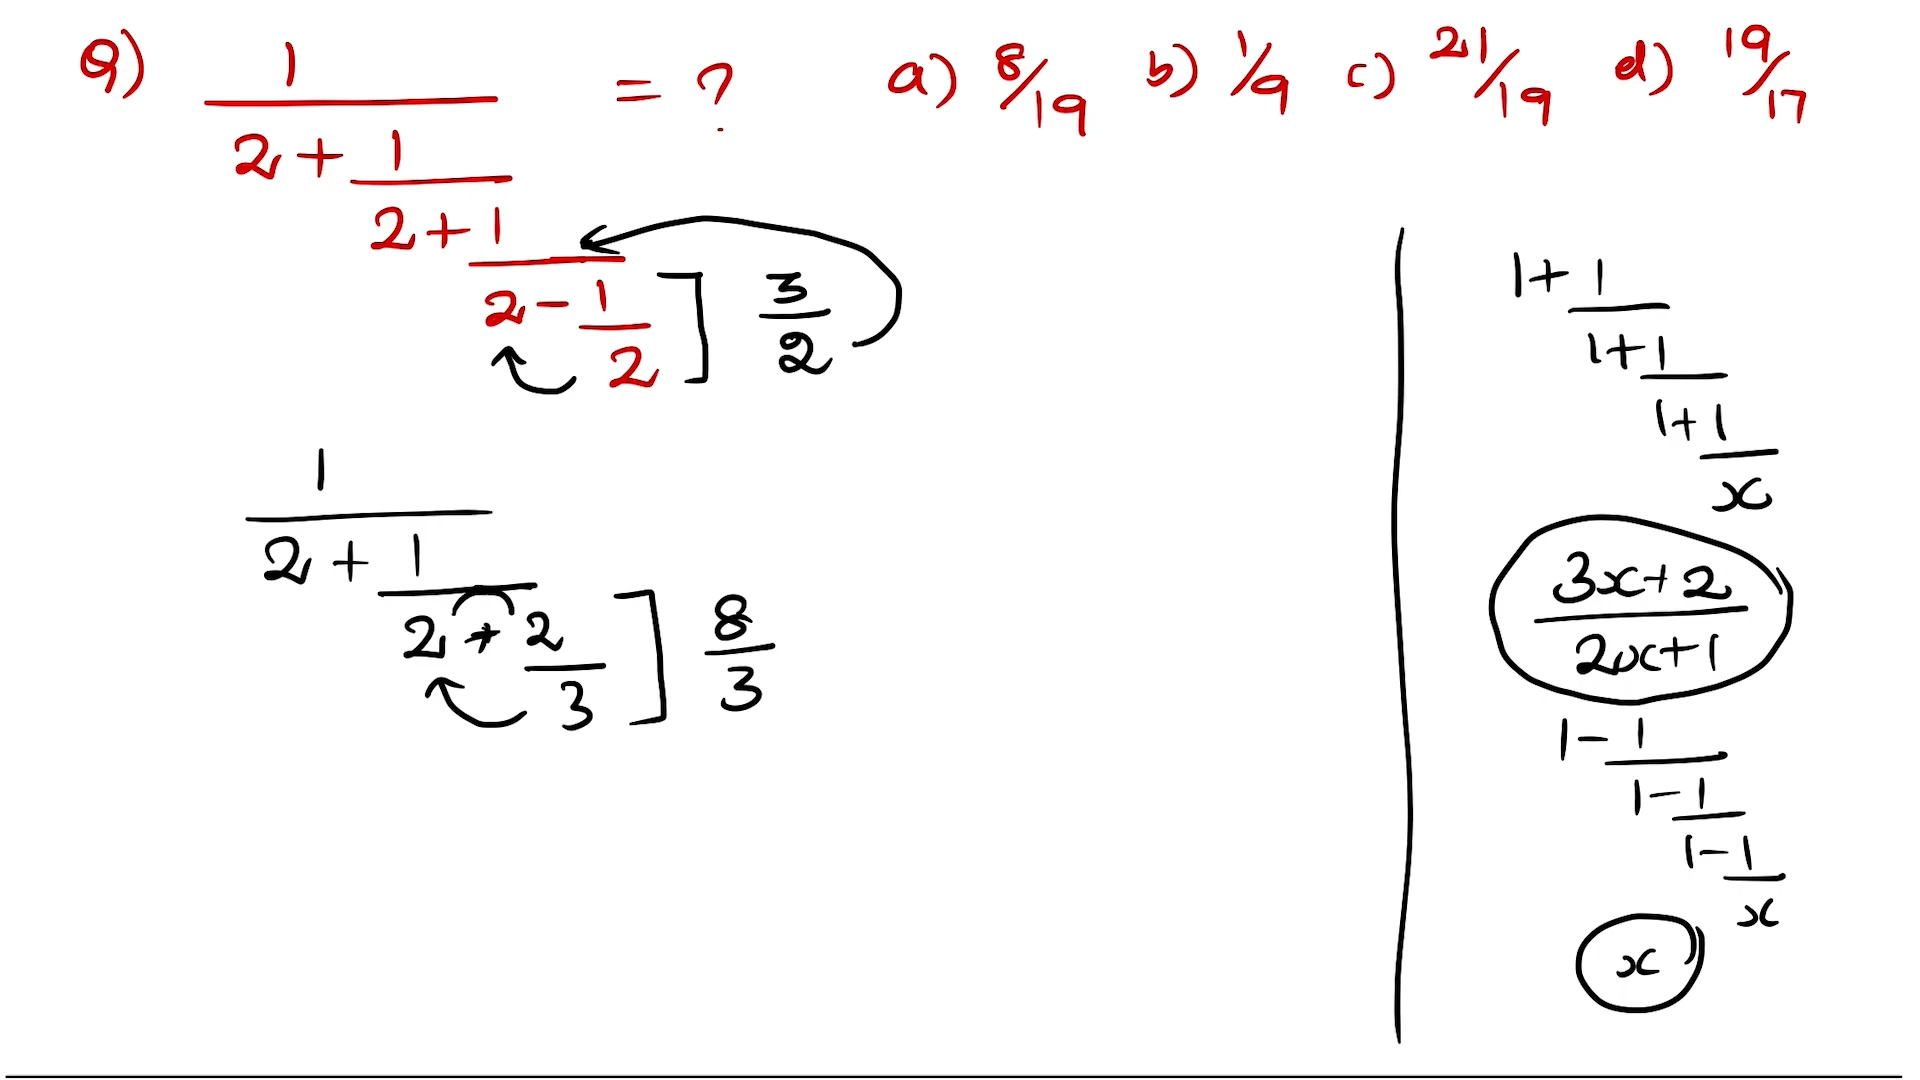 Q) 1 = ? a) 8/19 b) 1/9 c) 21/19 d) 19/17
2 + 1
2 + 1
2 - 1 ] 3
2 2
1
2 + 1
2 + 2 ] 8
3 3
1 + 1
1 + 1
1 + 1
x
3x + 2
2x + 1
1 - 1
1 - 1
1 - 1
x
x